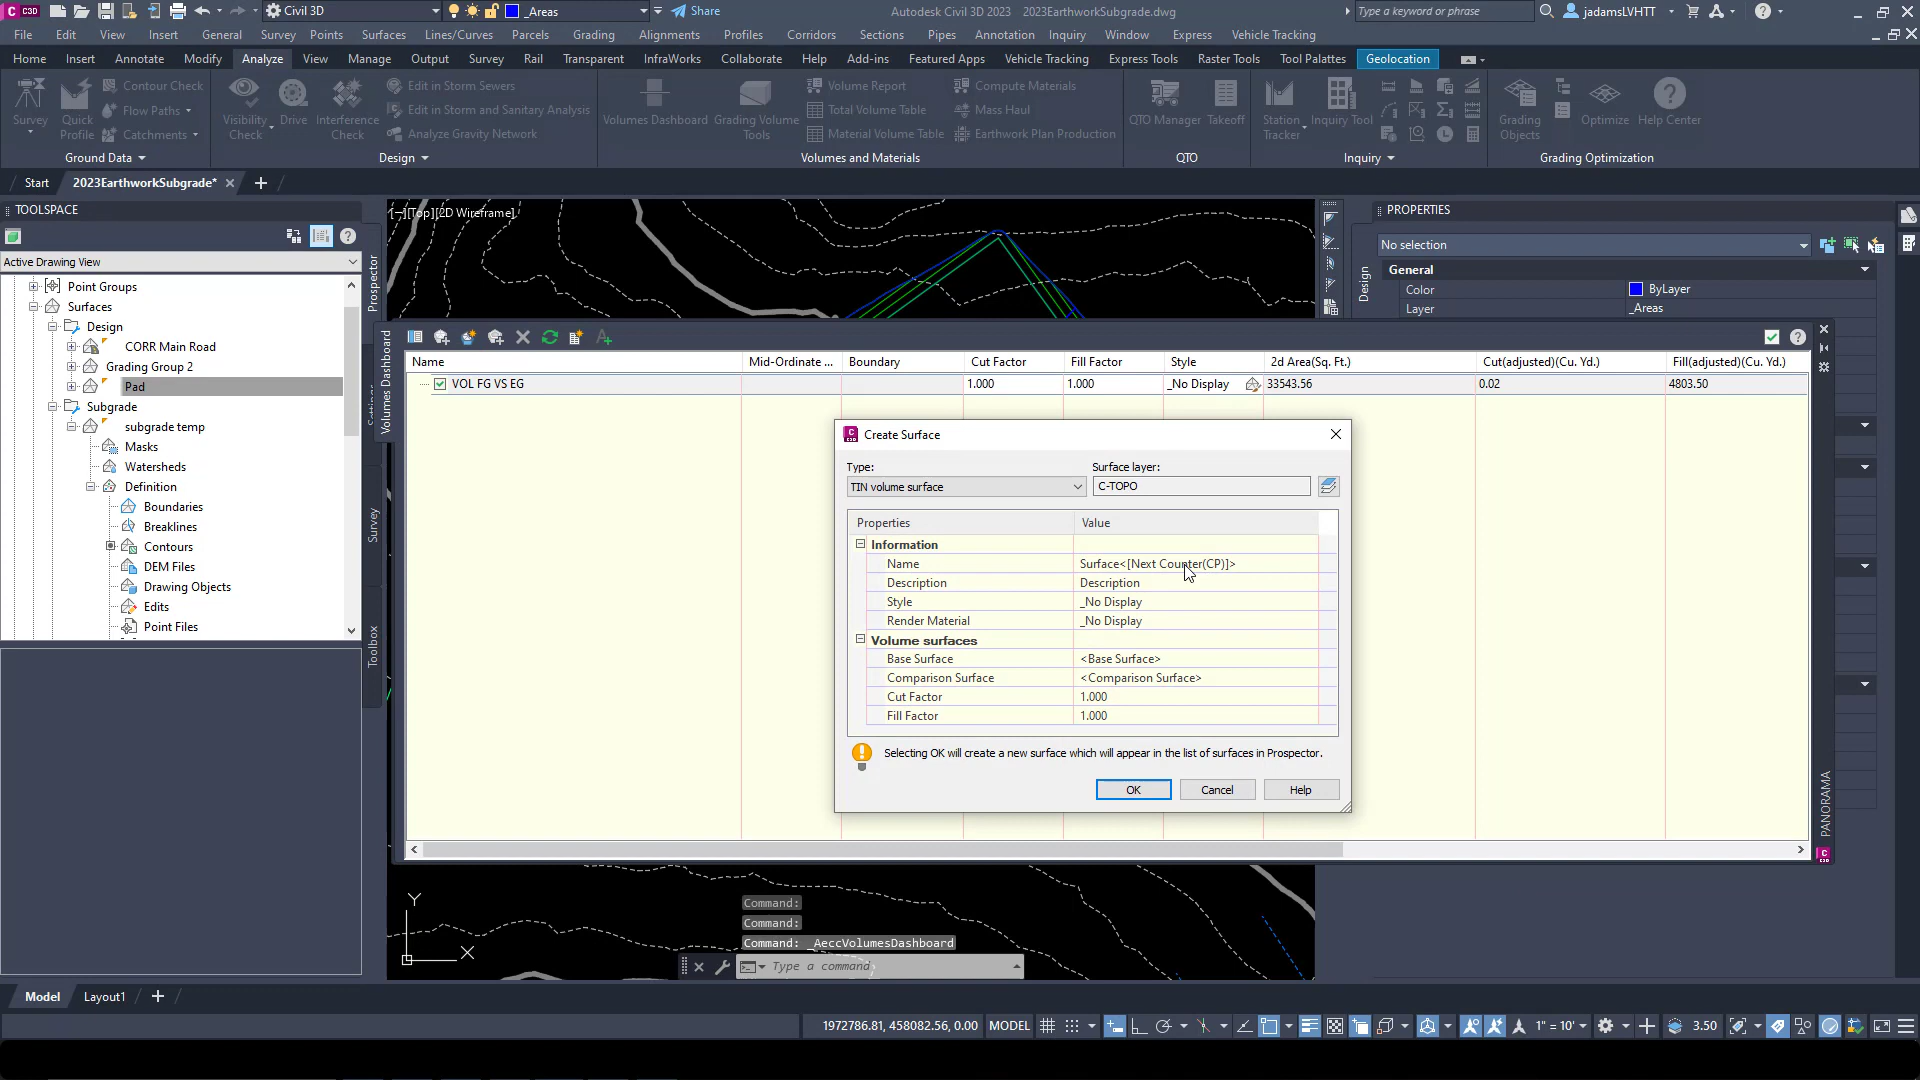 C3D
Civil 3D
_Areas
Share
Autodesk Civil 3D 2023 2023EarthworkSubgrade.dwg
Type a keyword or phrase
jadamsLVHTT
File Edit View Insert General Survey Points Surfaces Lines/Curves Parcels Grading Alignments Profiles Corridors Sections Pipes Annotation Inquiry Window Express Vehicle Tracking
Home Insert Annotate Modify Analyze View Manage Output Survey Rail Transparent InfraWorks Collaborate Help Add-ins Featured Apps Vehicle Tracking Express Tools Raster Tools Tool Palettes Geolocation
Contour Check Edit in Storm Sewers Volume Report Compute Materials
Flow Paths Edit in Storm and Sanitary Analysis Total Volume Table Mass Haul
Survey Quick Profile Visibility Check Drive Interference Check Volumes Dashboard Grading Volume Tools QTO Manager Takeoff Station Tracker Inquiry Tool Grading Objects Optimize Help Center
Catchments Analyze Gravity Network Material Volume Table Earthwork Plan Production
Ground Data Design Volumes and Materials QTO Inquiry Grading Optimization
Start 2023EarthworkSubgrade*
TOOLSPACE
Active Drawing View
Point Groups
Surfaces
Design
CORR Main Road
Grading Group 2
Pad
Subgrade
subgrade temp
Masks
Watersheds
Definition
Boundaries
Breaklines
Contours
DEM Files
Drawing Objects
Edits
Point Files
Prospector
Survey
Toolbox
[−][Top][2D Wireframe]
PROPERTIES
No selection
Design
General
Color ByLayer
Layer _Areas
Volumes Dashboard
Name Mid-Ordinate ... Boundary Cut Factor Fill Factor Style 2d Area(Sq. Ft.) Cut(adjusted)(Cu. Yd.) Fill(adjusted)(Cu. Yd.)
VOL FG VS EG 1.000 1.000 _No Display 33543.56 0.02 4803.50
PANORAMA
Create Surface
Type: Surface layer:
TIN volume surface C-TOPO
Properties Value
Information
Name Surface<[Next Counter(CP)]>
Description Description
Style _No Display
Render Material _No Display
Volume surfaces
Base Surface <Base Surface>
Comparison Surface <Comparison Surface>
Cut Factor 1.000
Fill Factor 1.000
Selecting OK will create a new surface which will appear in the list of surfaces in Prospector.
OK Cancel Help
Y
X
Command:
Command:
Command: _AeccVolumesDashboard
Type a command
Model Layout1
1972786.81, 458082.56, 0.00 MODEL 1" = 10' 3.50